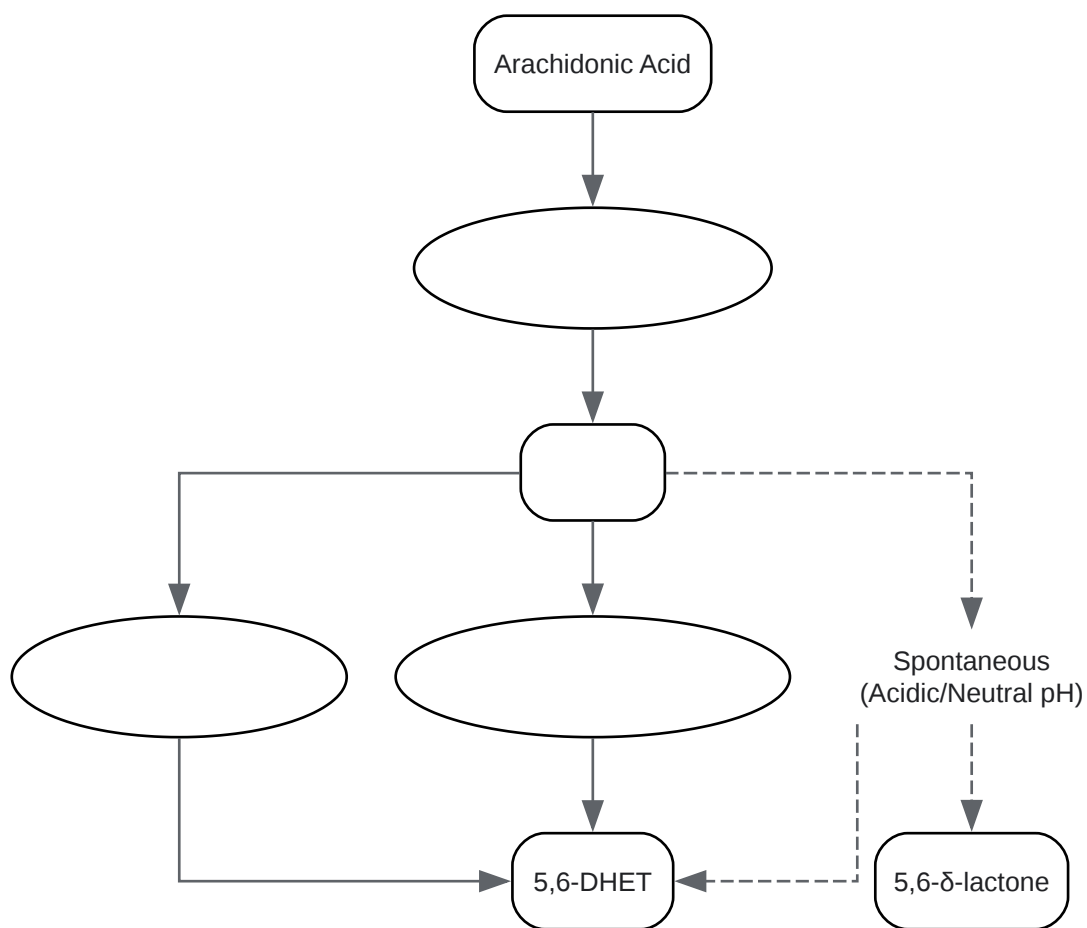 Arachidonic Acid
Spontaneous
(Acidic/Neutral pH)
5,6-DHET
5,6-δ-lactone